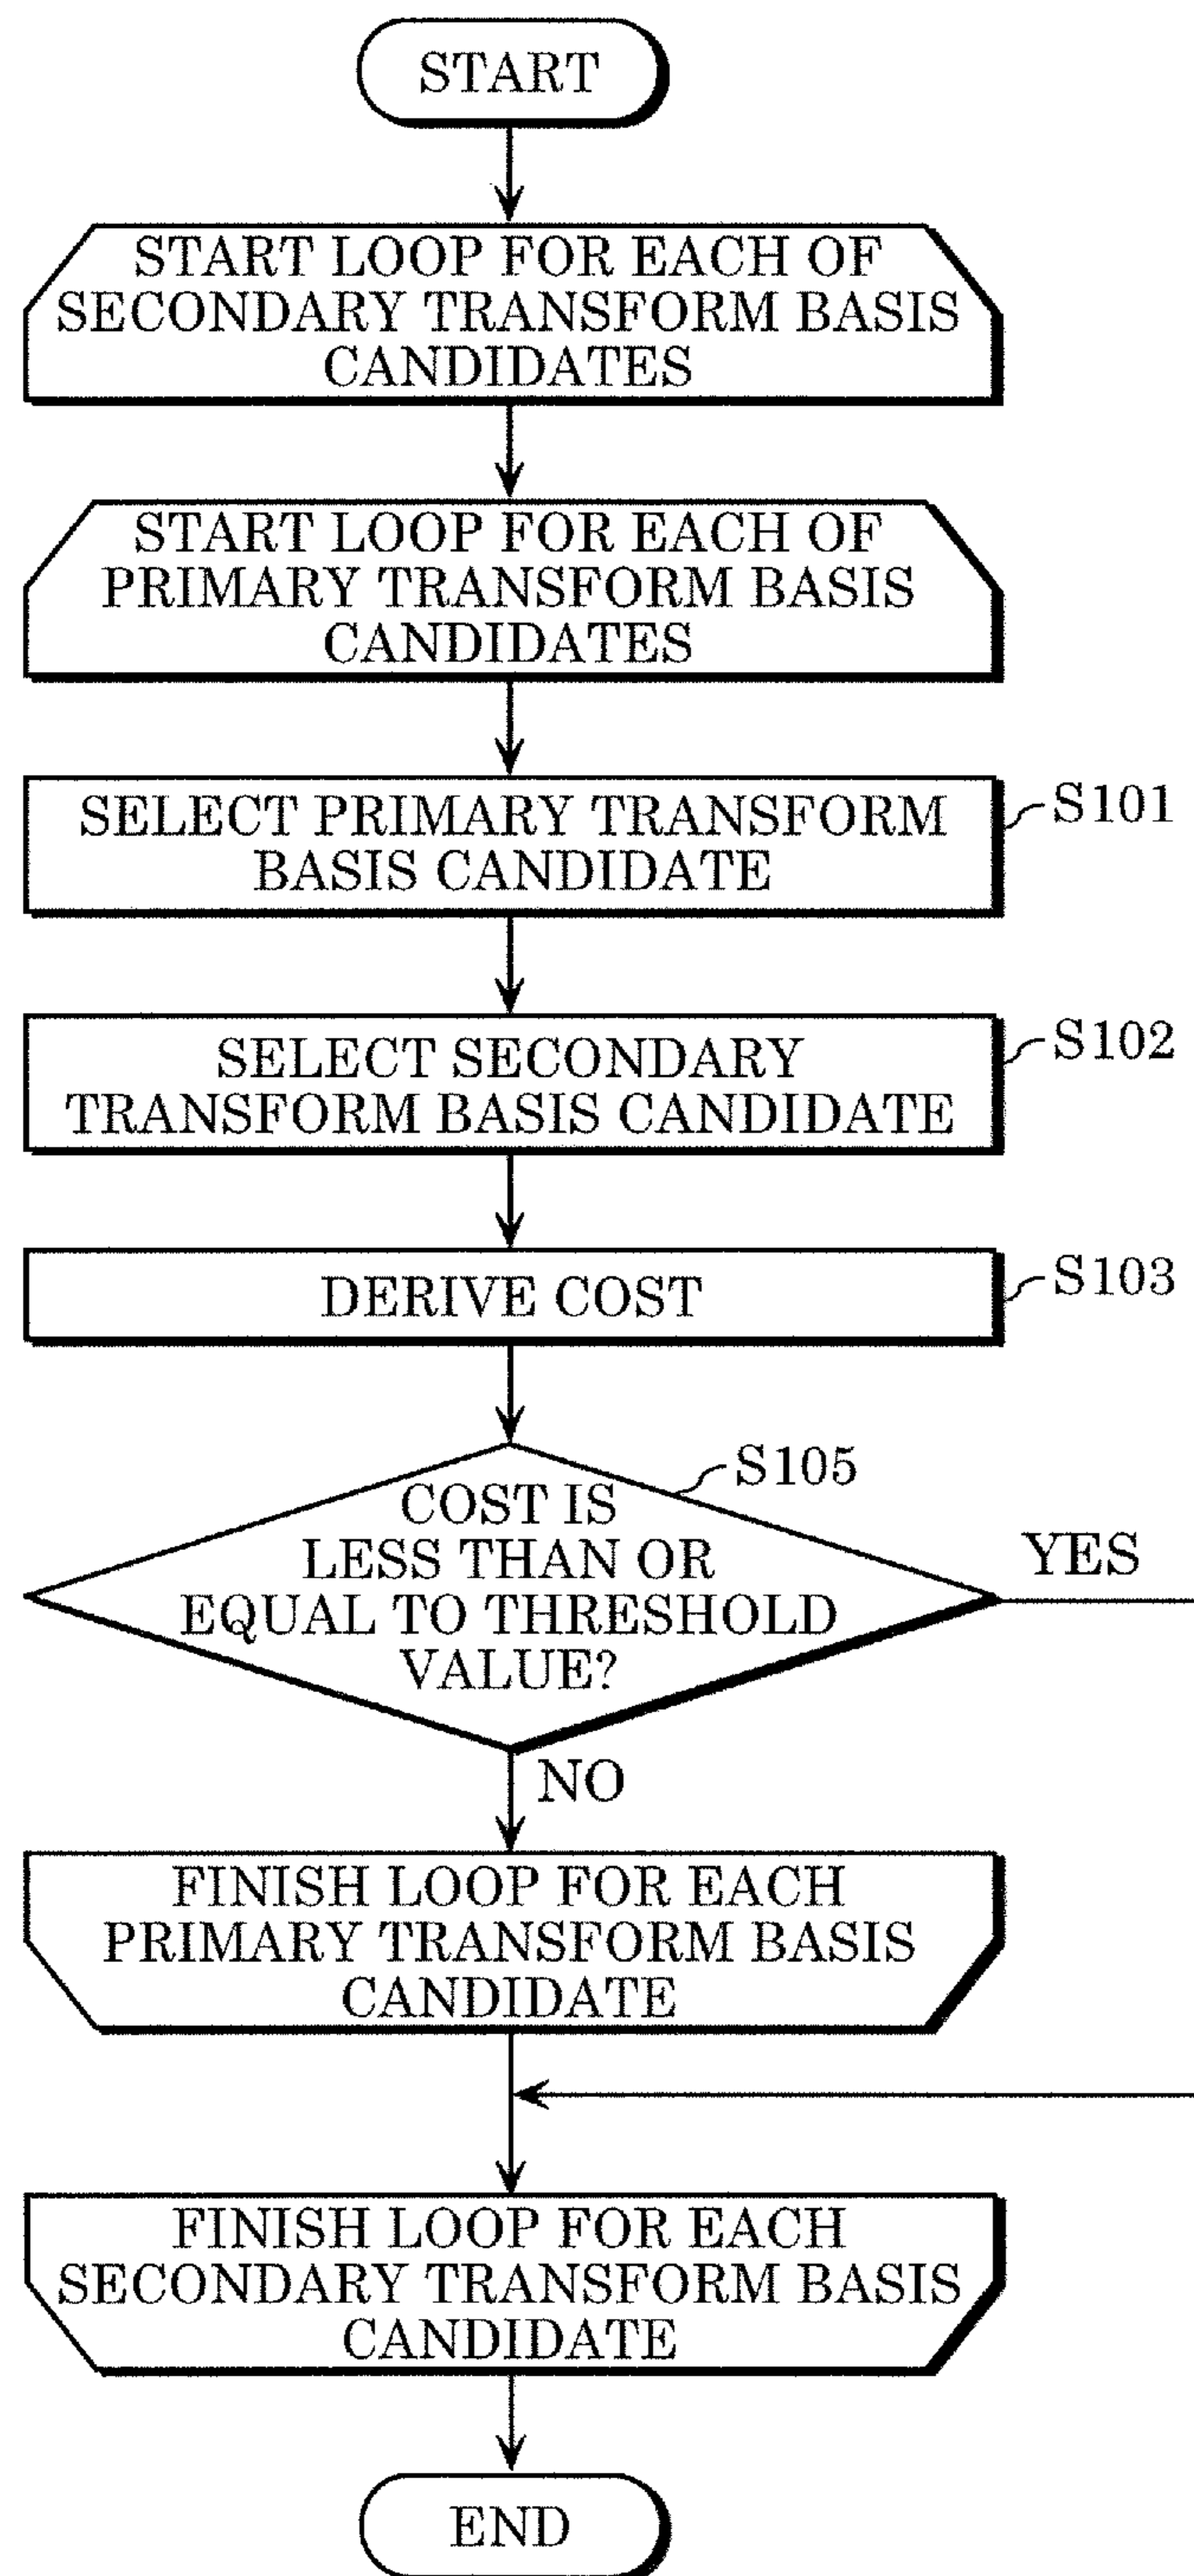 START
START LOOP FOR EACH OF
SECONDARY TRANSFORM BASIS
CANDIDATES
START LOOP FOR EACH OF
PRIMARY TRANSFORM BASIS
CANDIDATES
SELECT PRIMARY TRANSFORM
BASIS CANDIDATE
S101
SELECT SECONDARY
TRANSFORM BASIS CANDIDATE
S102
DERIVE COST
S103
S105
COST IS
LESS THAN OR
EQUAL TO THRESHOLD
VALUE?
YES
NO
FINISH LOOP FOR EACH
PRIMARY TRANSFORM BASIS
CANDIDATE
FINISH LOOP FOR EACH
SECONDARY TRANSFORM BASIS
CANDIDATE
END